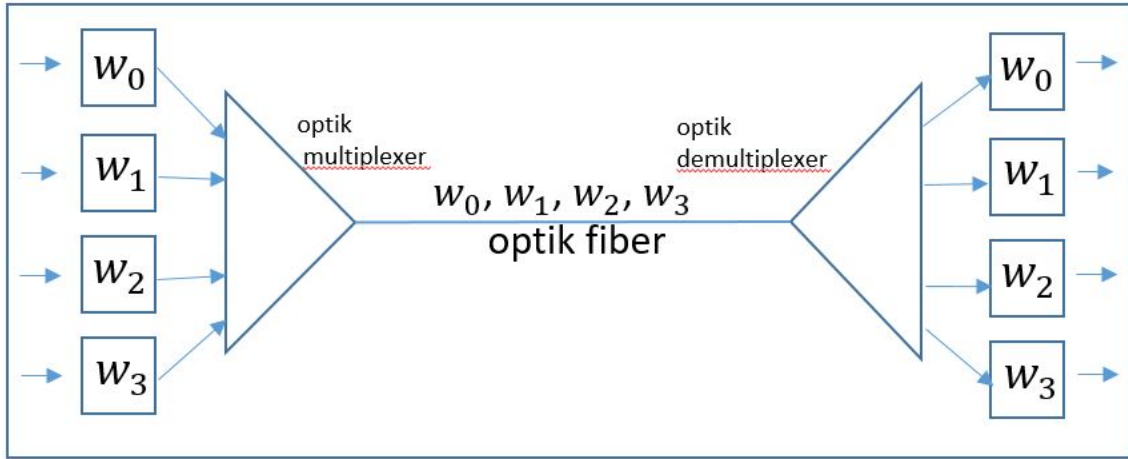 w₀
w₁
w₂
w₃
optik
multiplexer
w₀, w₁, w₂, w₃
optik fiber
optik
demultiplexer
w₀
w₁
w₂
w₃